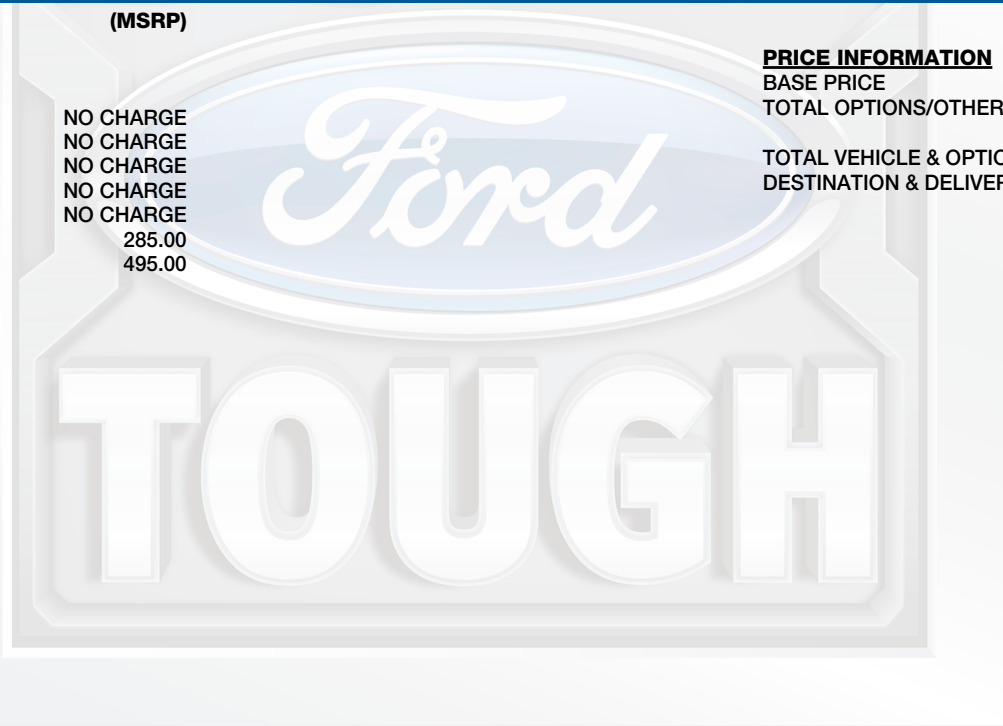 (MSRP)
NO CHARGE
NO CHARGE
NO CHARGE
NO CHARGE
NO CHARGE
285.00
495.00
PRICE INFORMATION
BASE PRICE
TOTAL OPTIONS/OTHER
TOTAL VEHICLE & OPTIO
DESTINATION & DELIVER
Ford
TOUGH